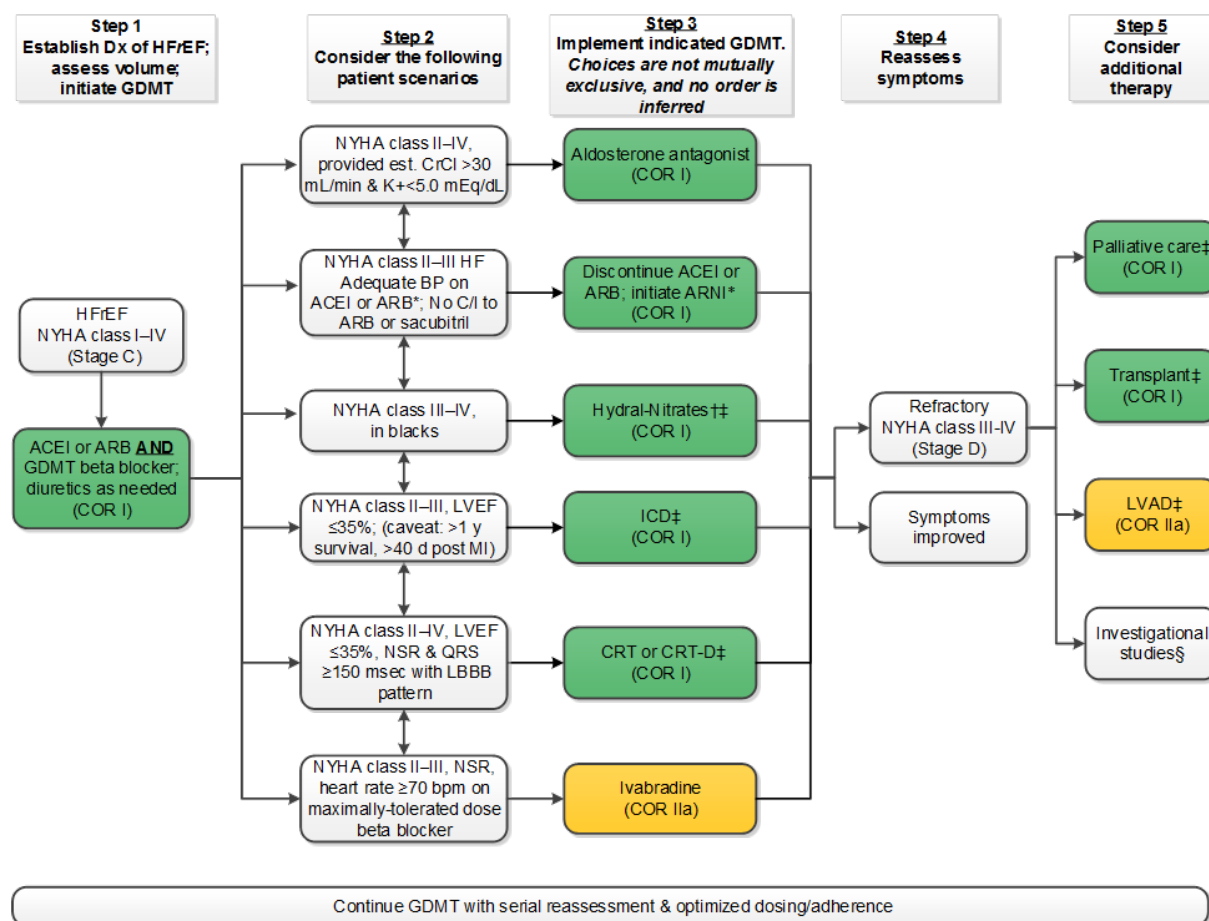 Step 1
Establish Dx of HFrEF;
assess volume;
initiate GDMT
Step 2
Consider the following
patient scenarios
Step 3
Implement indicated GDMT.
Choices are not mutually
exclusive, and no order is
inferred
Step 4
Reassess
symptoms
Step 5
Consider
additional
therapy
HFrEF
NYHA class I–IV
(Stage C)
ACEI or ARB AND
GDMT beta blocker;
diuretics as needed
(COR I)
NYHA class II–IV,
provided est. CrCl >30
mL/min & K+<5.0 mEq/dL
NYHA class II–III HF
Adequate BP on
ACEI or ARB*; No C/I to
ARB or sacubitril
NYHA class III–IV,
in blacks
NYHA class II–III, LVEF
≤35%; (caveat: >1 y
survival, >40 d post MI)
NYHA class II–IV, LVEF
≤35%, NSR & QRS
≥150 msec with LBBB
pattern
NYHA class II–III, NSR,
heart rate ≥70 bpm on
maximally-tolerated dose
beta blocker
Aldosterone antagonist
(COR I)
Discontinue ACEI or
ARB; initiate ARNI*
(COR I)
Hydral-Nitrates†‡
(COR I)
ICD‡
(COR I)
CRT or CRT-D‡
(COR I)
Ivabradine
(COR IIa)
Refractory
NYHA class III-IV
(Stage D)
Symptoms
improved
Palliative care‡
(COR I)
Transplant‡
(COR I)
LVAD‡
(COR IIa)
Investigational
studies§
Continue GDMT with serial reassessment & optimized dosing/adherence